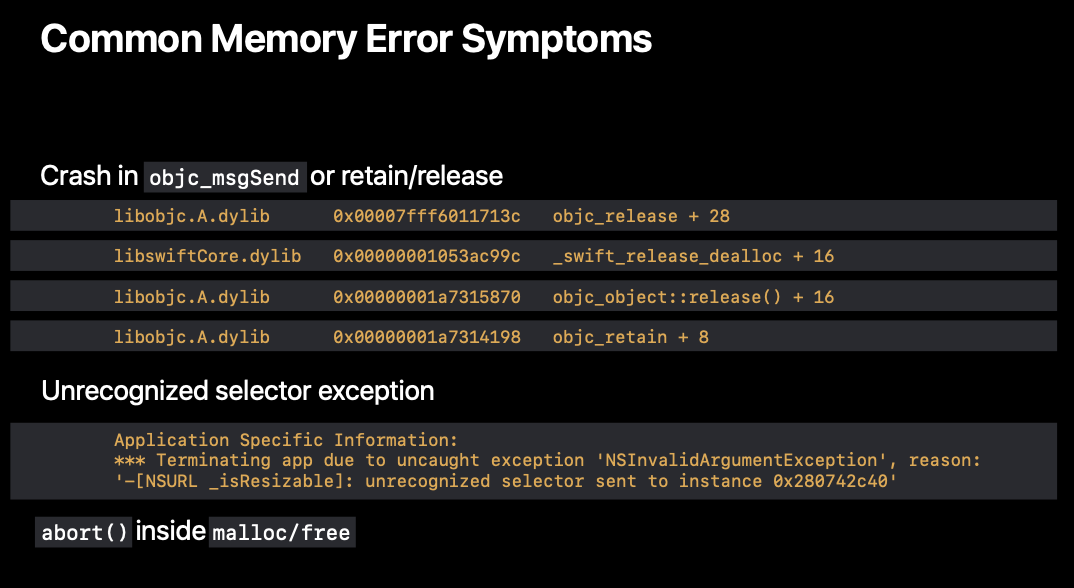 Common Memory Error Symptoms
Crash in objc_msgSend or retain/release
libobjc.A.dylib 0x00007fff6011713c objc_release + 28
libswiftCore.dylib 0x00000001053ac99c _swift_release_dealloc + 16
libobjc.A.dylib 0x00000001a7315870 objc_object::release() + 16
libobjc.A.dylib 0x00000001a7314198 objc_retain + 8
Unrecognized selector exception
Application Specific Information:
*** Terminating app due to uncaught exception 'NSInvalidArgumentException', reason:
'-[NSURL _isResizable]: unrecognized selector sent to instance 0x280742c40'
abort() inside malloc/free